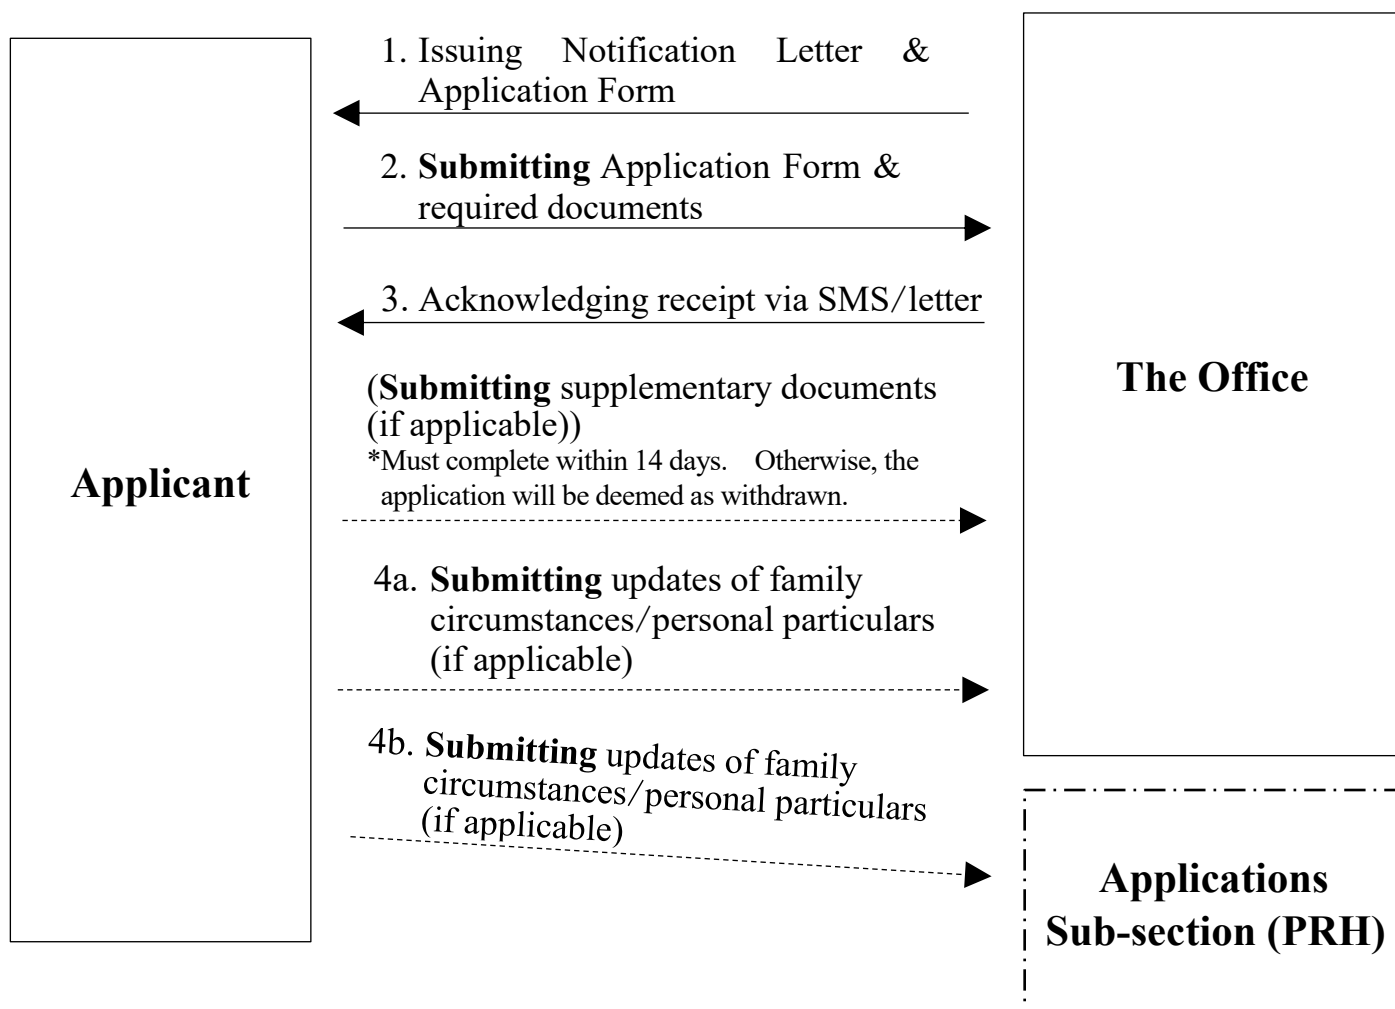 1. Issuing Notification Letter &
Application Form
2. Submitting Application Form &
required documents
3. Acknowledging receipt via SMS/letter
(Submitting supplementary documents
(if applicable))
*Must complete within 14 days. Otherwise, the
application will be deemed as withdrawn.
4a. Submitting updates of family
circumstances/personal particulars
(if applicable)
4b. Submitting updates of family
circumstances/personal particulars
(if applicable)
Applicant
The Office
Applications
Sub-section (PRH)